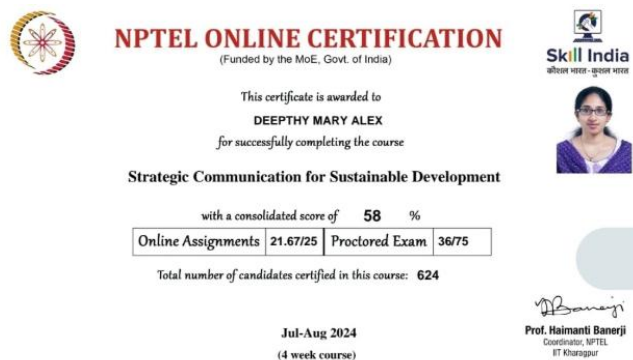 NPTEL ONLINE CERTIFICATION
(Funded by the MoE, Govt. of India)
Skill India
कौशल भारत - कुशल भारत
This certificate is awarded to
DEEPTHY MARY ALEX
for successfully completing the course
Strategic Communication for Sustainable Development
with a consolidated score of 58 %
Online Assignments 21.67/25 Proctored Exam 36/75
Total number of candidates certified in this course: 624
Jul-Aug 2024
(4 week course)
Prof. Haimanti Banerji
Coordinator, NPTEL
IIT Kharagpur